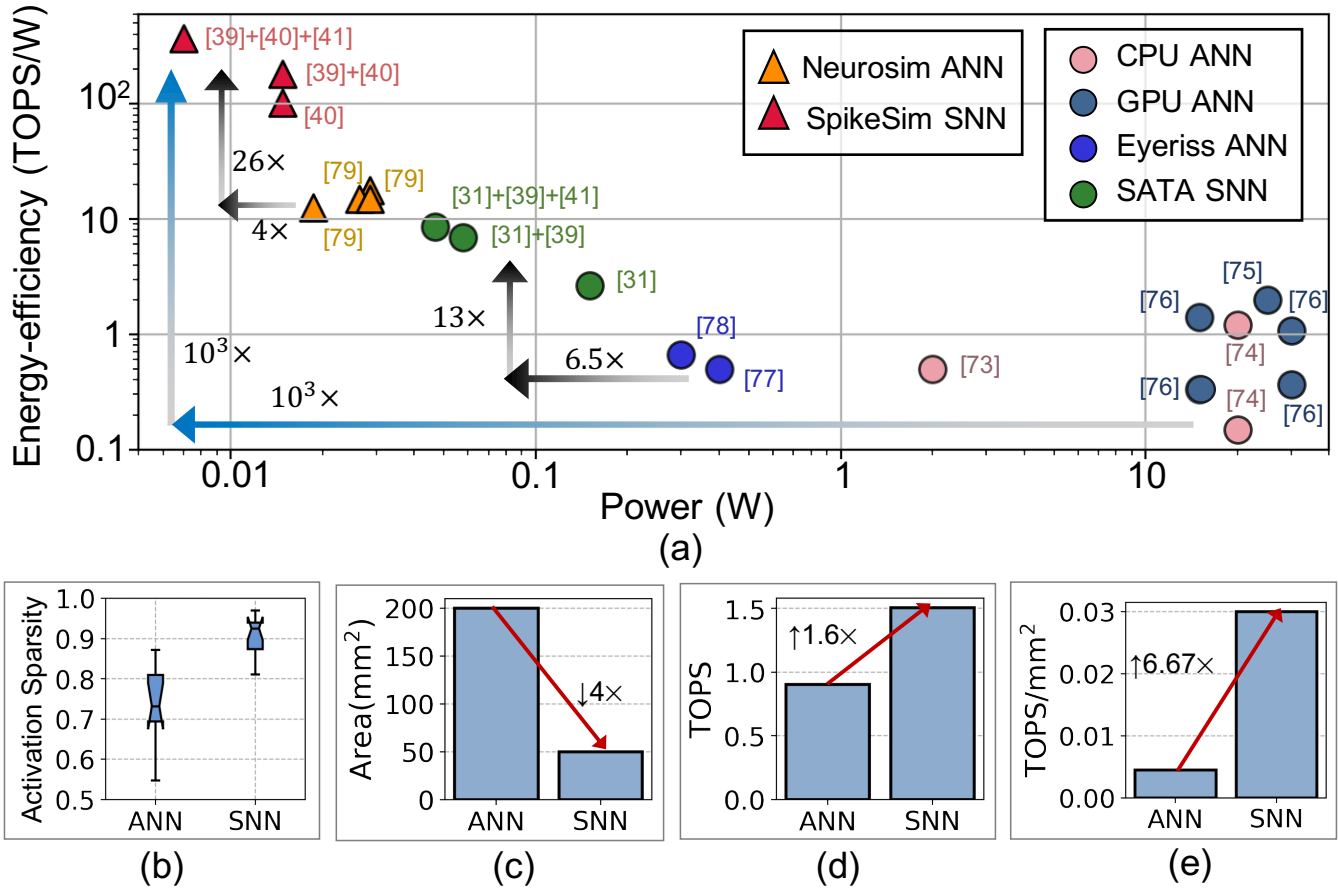 Energy-efficiency (TOPS/W)
10²
10
1
0.1
0.01
0.1
1
10
Power (W)
(a)
[39]+[40]+[41]
[39]+[40]
[40]
26×
4×
[79]
[79]
[79]
[31]+[39]+[41]
[31]+[39]
[31]
13×
6.5×
10³×
10³×
[78]
[77]
[73]
[75]
[76]
[76]
[74]
[76]
[74]
[76]
Neurosim ANN
SpikeSim SNN
CPU ANN
GPU ANN
Eyeriss ANN
SATA SNN
Activation Sparsity
1.0
0.9
0.8
0.7
0.6
0.5
ANN
SNN
(b)
Area(mm²)
200
150
100
50
0
↓4×
ANN
SNN
(c)
TOPS
1.5
1.0
0.5
0.0
↑1.6×
ANN
SNN
(d)
TOPS/mm²
0.03
0.02
0.01
0.00
↑6.67×
ANN
SNN
(e)